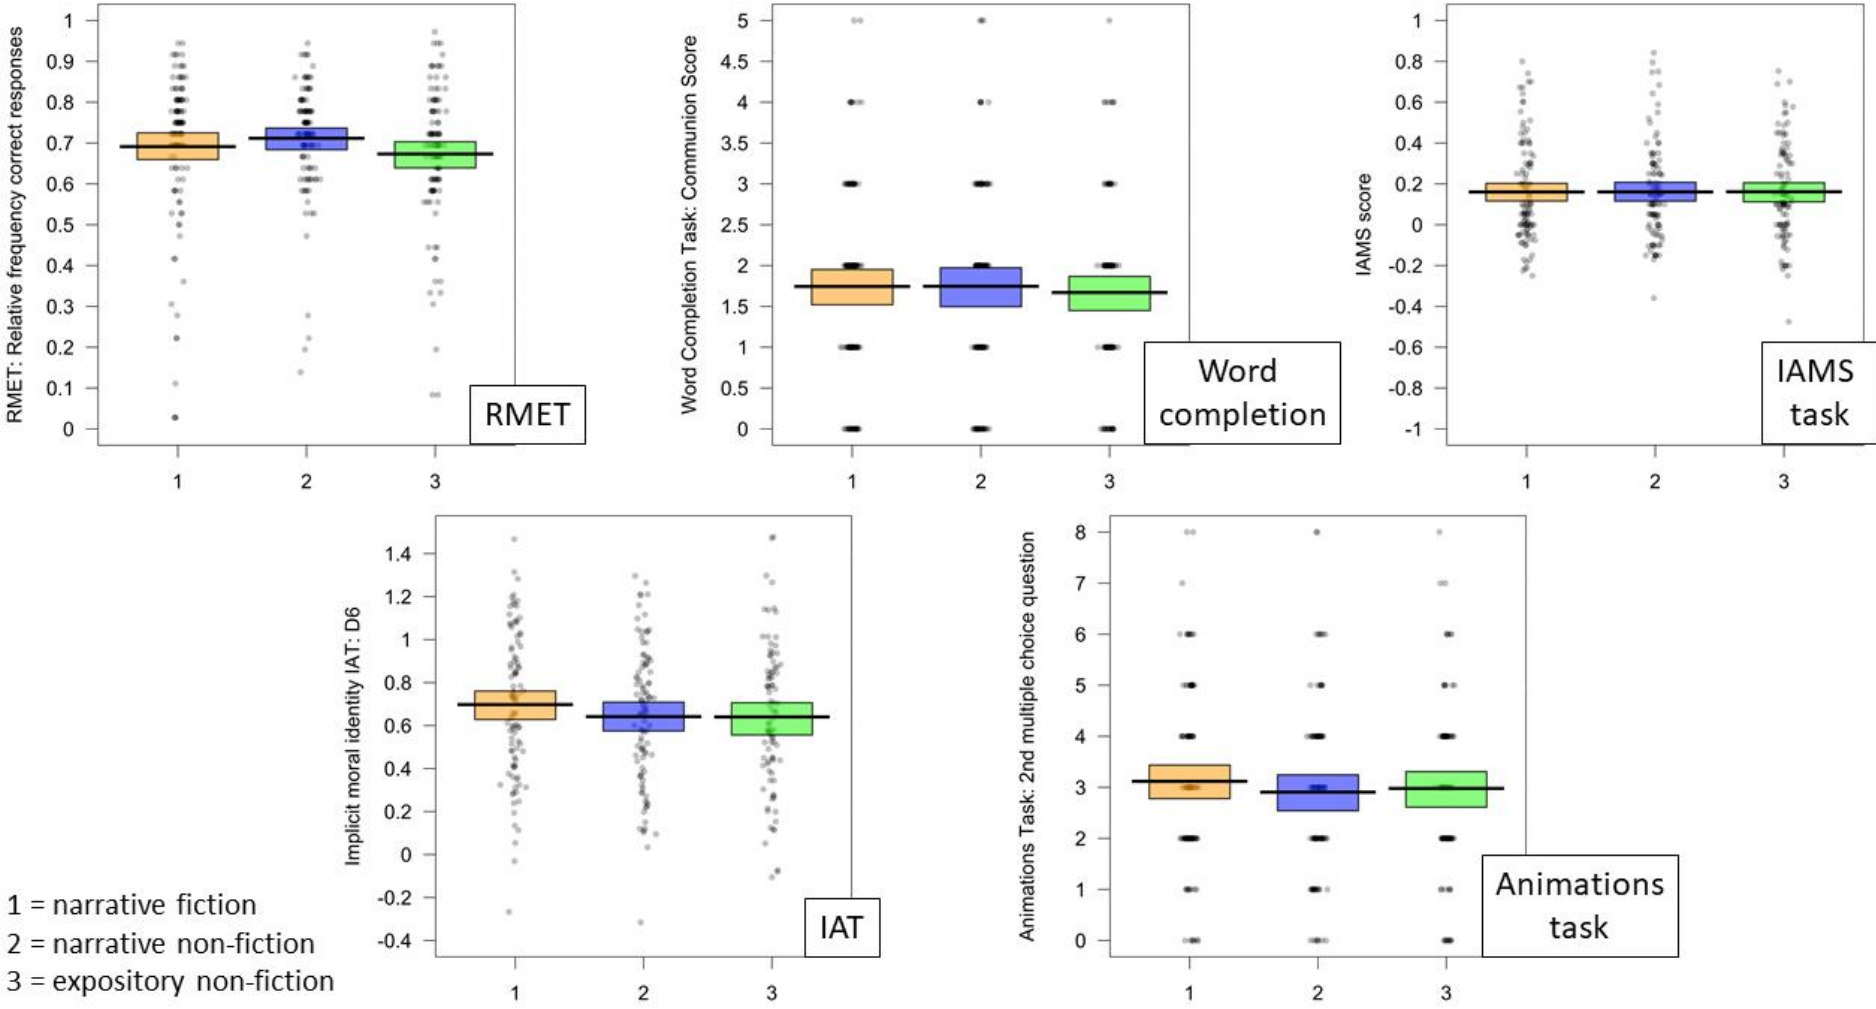 RMET: Relative frequency correct responses
1
0.9
0.8
0.7
0.6
0.5
0.4
0.3
0.2
0.1
0
1 2 3
RMET
Word Completion Task: Communion Score
5
4.5
4
3.5
3
2.5
2
1.5
1
0.5
0
1 2 3
Word
completion
IAMS score
1
0.8
0.6
0.4
0.2
0
-0.2
-0.4
-0.6
-0.8
-1
1 2 3
IAMS
task
Implicit moral identity IAT: D6
1.4
1.2
1
0.8
0.6
0.4
0.2
0
-0.2
-0.4
1 2 3
IAT
Animations Task: 2nd multiple choice question
8
7
6
5
4
3
2
1
0
1 2 3
Animations
task
1 = narrative fiction
2 = narrative non-fiction
3 = expository non-fiction